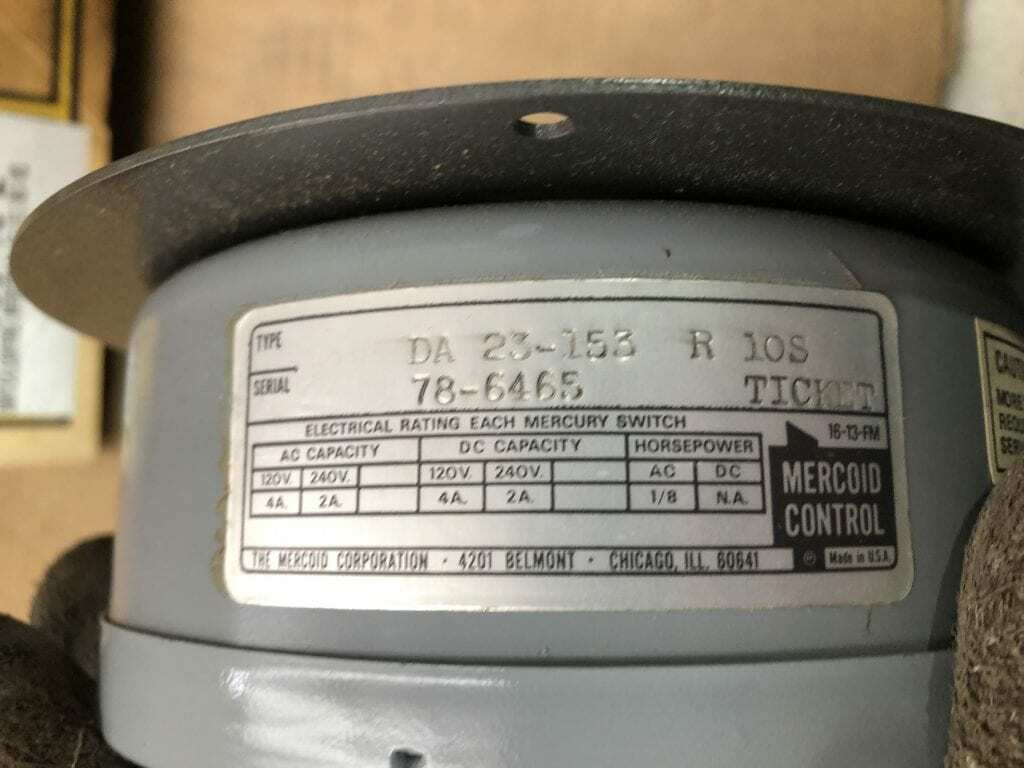 TYPE DA 23-153 R 10S
SERIAL 78-6465 TICKET
ELECTRICAL RATING EACH MERCURY SWITCH
16-13-FM
AC CAPACITY DC CAPACITY HORSEPOWER
120V. 240V. 120V. 240V. AC DC
4A. 2A. 4A. 2A. 1/8 N.A.
MERCOID
CONTROL
THE MERCOID CORPORATION · 4201 BELMONT · CHICAGO, ILL. 60641
© Made in U.S.A.